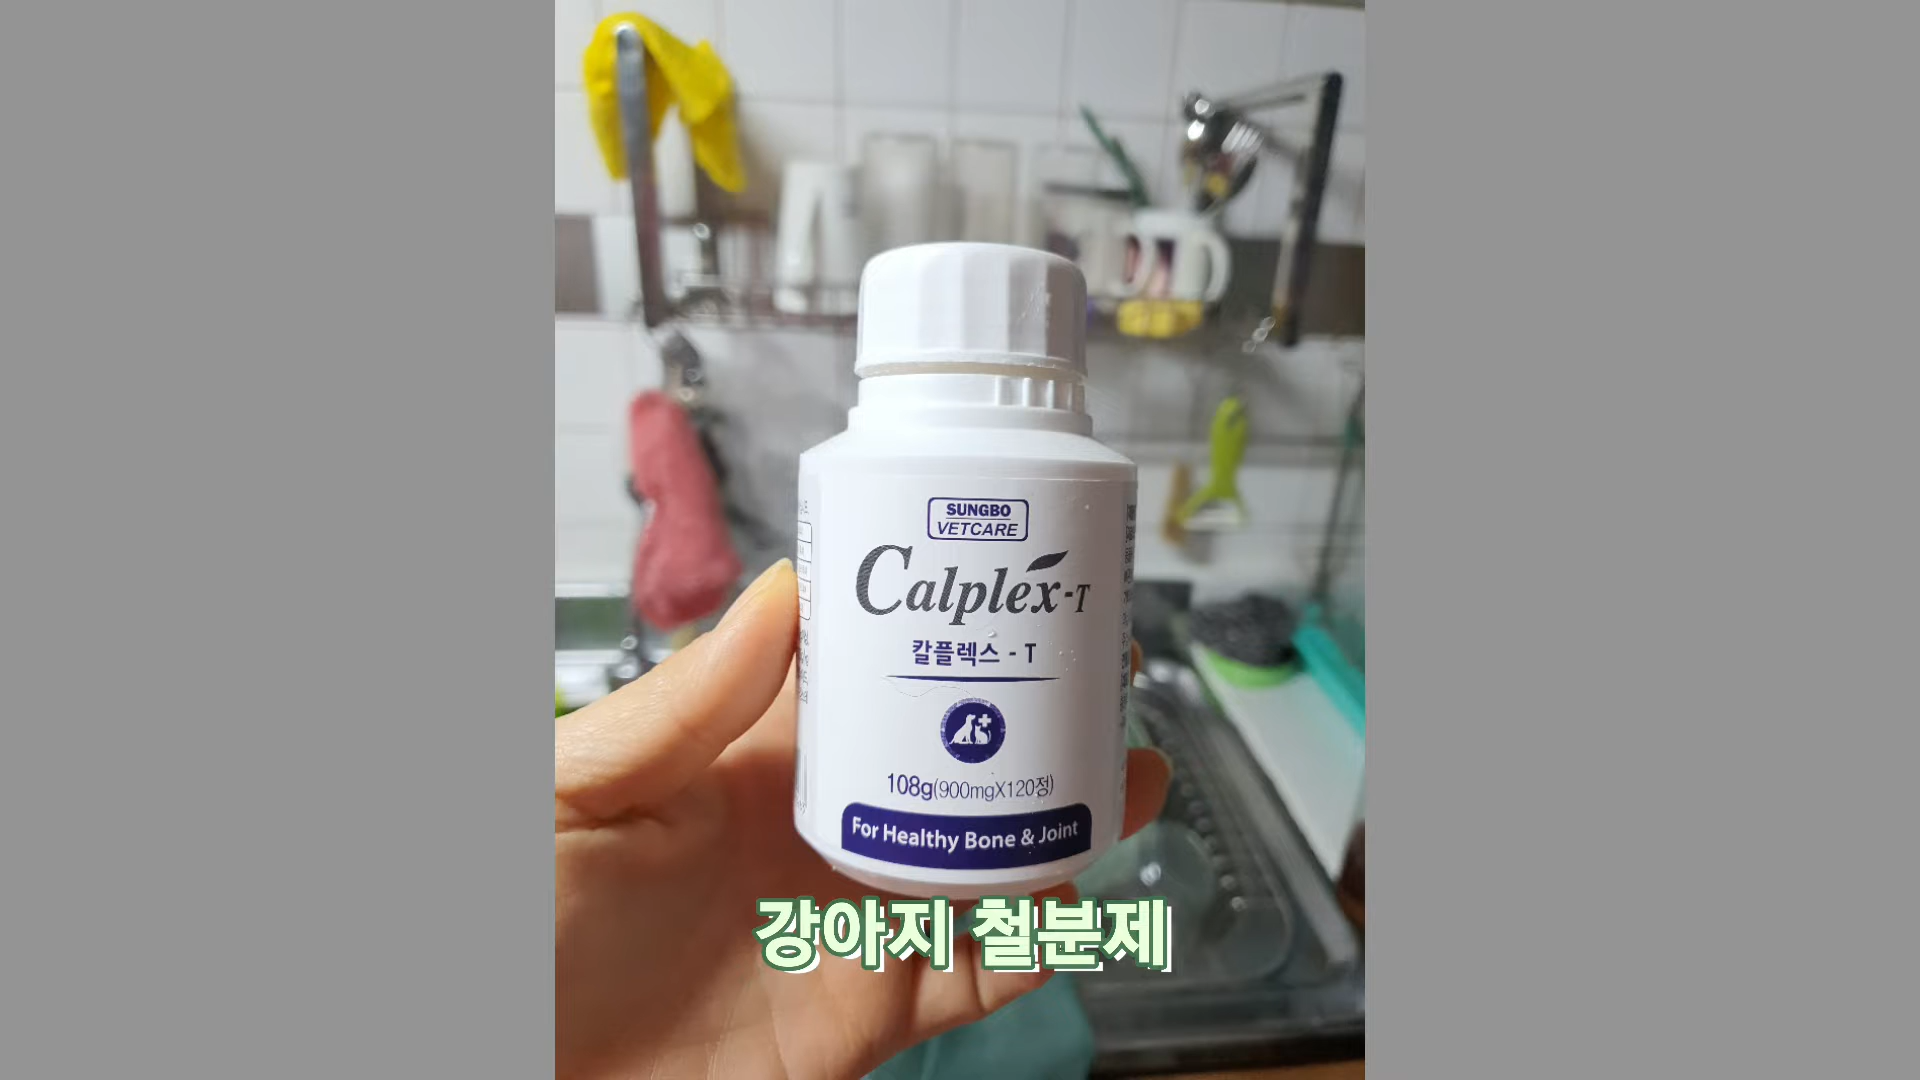 SUNGBO
VETCARE
Calplex-T
칼플렉스 - T
108g(900mgX120정)
For Healthy Bone & Joint
강아지 철분제